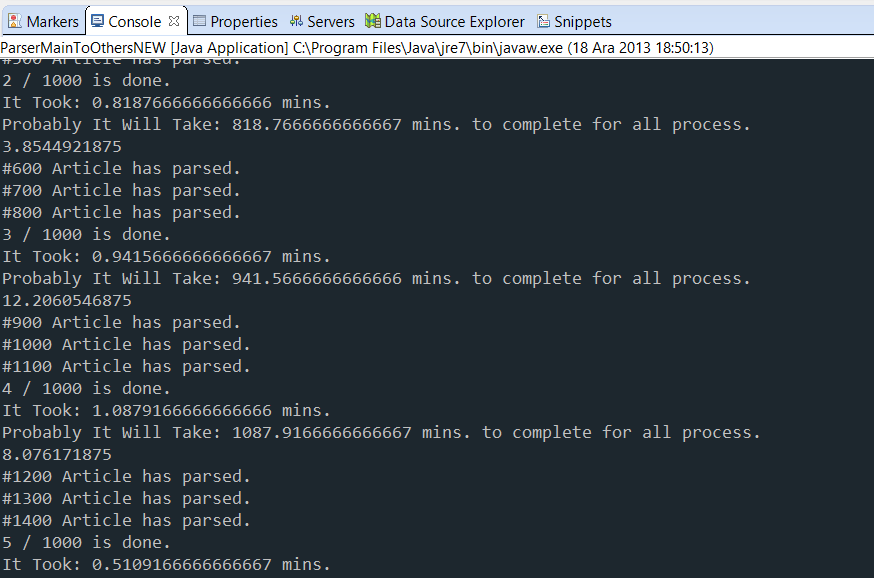 Markers Console Properties Servers Data Source Explorer Snippets
ParserMainToOthersNEW [Java Application] C:\Program Files\Java\jre7\bin\javaw.exe (18 Ara 2013 18:50:13)
#500 Article has parsed.
2 / 1000 is done.
It Took: 0.8187666666666666 mins.
Probably It Will Take: 818.7666666666667 mins. to complete for all process.
3.8544921875
#600 Article has parsed.
#700 Article has parsed.
#800 Article has parsed.
3 / 1000 is done.
It Took: 0.9415666666666667 mins.
Probably It Will Take: 941.5666666666666 mins. to complete for all process.
12.2060546875
#900 Article has parsed.
#1000 Article has parsed.
#1100 Article has parsed.
4 / 1000 is done.
It Took: 1.0879166666666666 mins.
Probably It Will Take: 1087.9166666666667 mins. to complete for all process.
8.076171875
#1200 Article has parsed.
#1300 Article has parsed.
#1400 Article has parsed.
5 / 1000 is done.
It Took: 0.5109166666666667 mins.